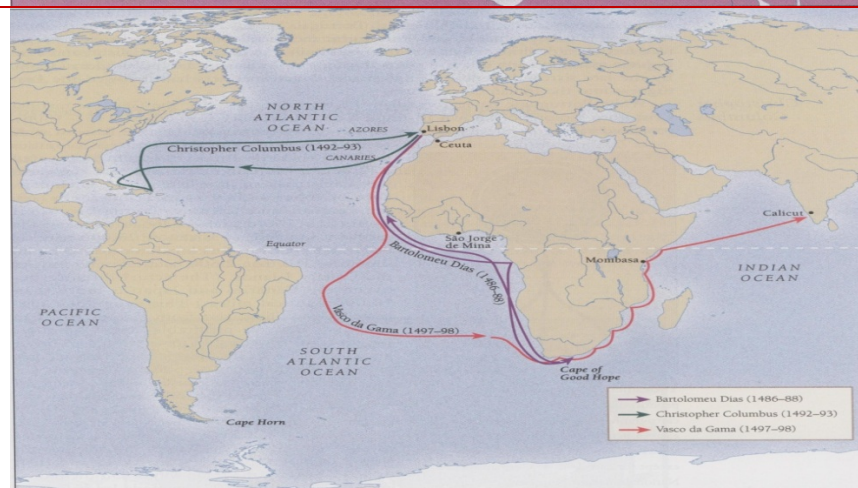 NORTH
ATLANTIC
OCEAN
AZORES
Lisbon
Ceuta
Christopher Columbus (1492–93)
CANARIES
Calicut
São Jorge
de Mina
Equator
Bartolomeu Dias (1486–88)
Mombasa
INDIAN
OCEAN
PACIFIC
OCEAN
Vasco da Gama (1497–98)
SOUTH
ATLANTIC
OCEAN
Cape of
Good Hope
Cape Horn
Bartolomeu Dias (1486–88)
Christopher Columbus (1492–93)
Vasco da Gama (1497–98)